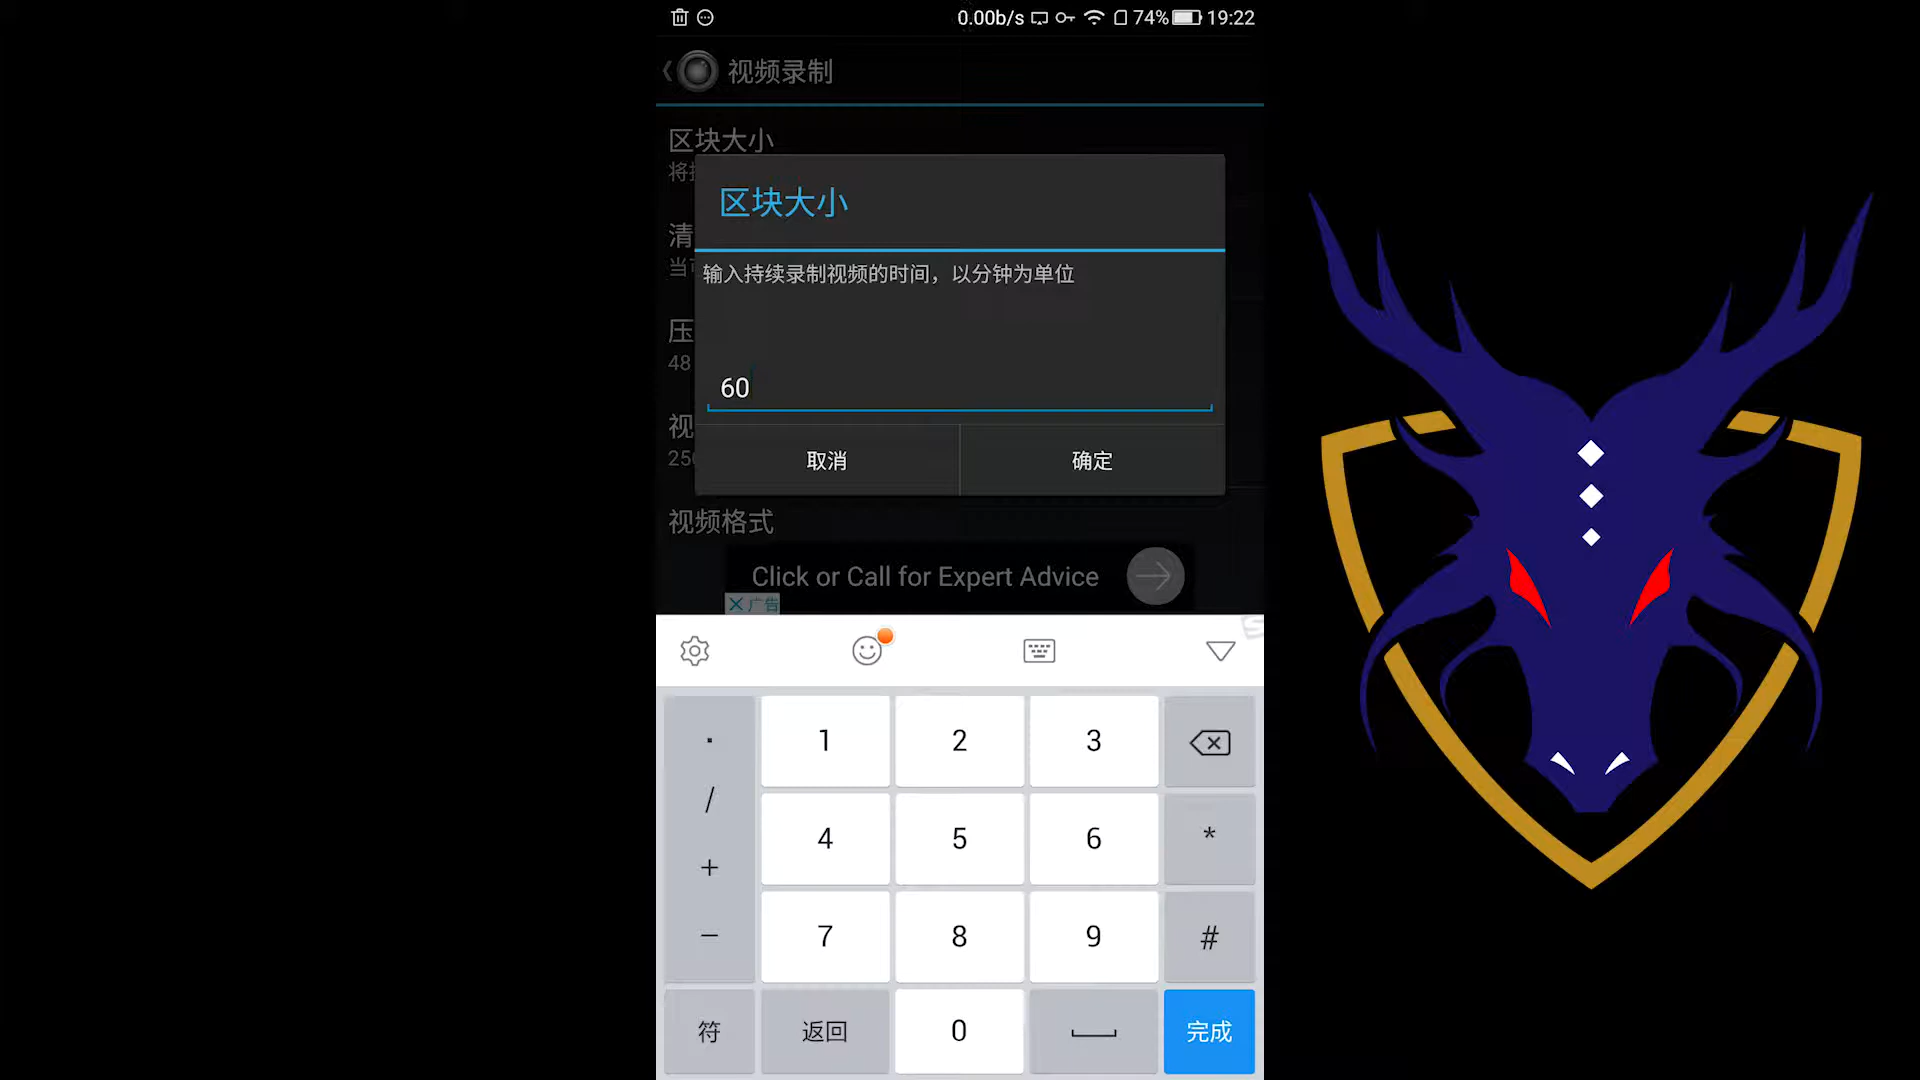 0.00b/s 74% 19:22
视频录制
区块大小
将
区块大小
清
当
输入持续录制视频的时间，以分钟为单位
压
48
60
视
250
取消 确定
视频格式
Click or Call for Expert Advice
广告
. 1 2 3
/ 4 5 6 *
+
- 7 8 9 #
符 返回 0 完成